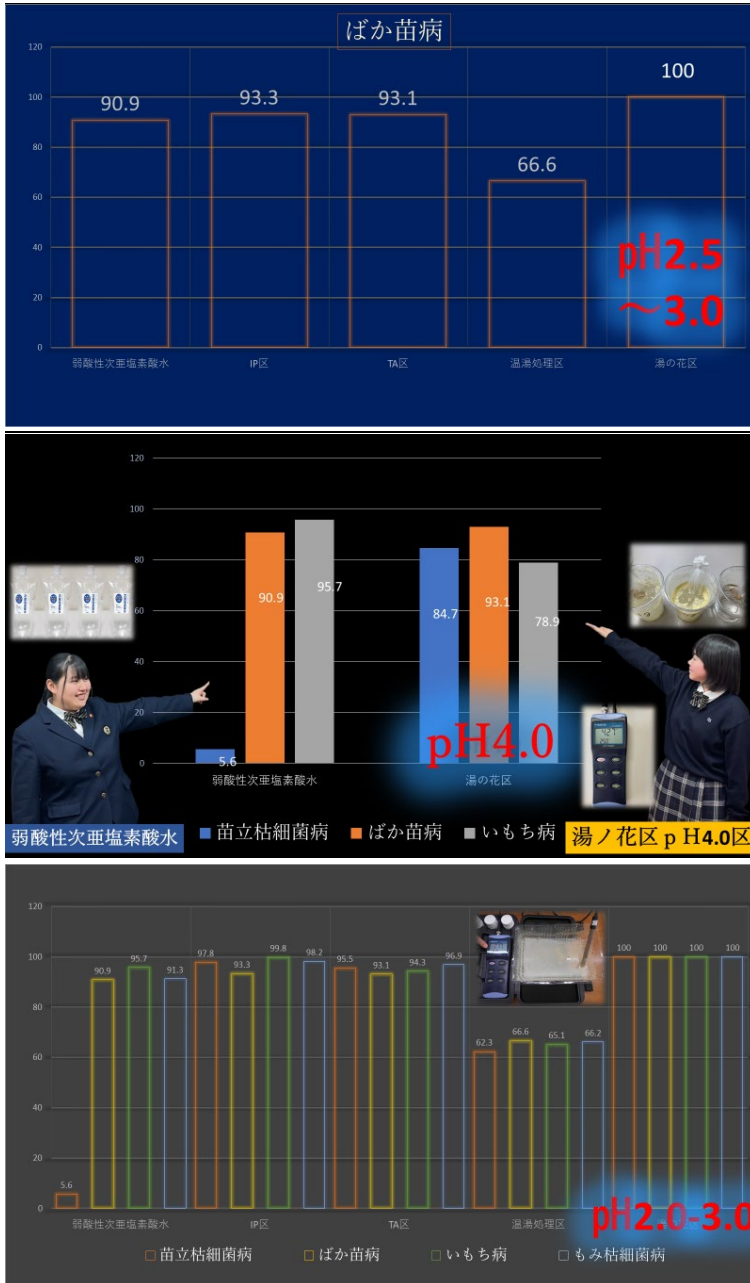 ばか苗病
120
100
80
60
40
20
0
90.9
93.3
93.1
66.6
100
pH2.5
～3.0
弱酸性次亜塩素酸水
IP区
TA区
温湯処理区
湯の花区
120
100
80
60
40
20
0
5.6
90.9
95.7
84.7
93.1
78.9
pH4.0
弱酸性次亜塩素酸水
湯の花区
弱酸性次亜塩素酸水
苗立枯細菌病
ばか苗病
いもち病
湯ノ花区ｐH4.0区
120
100
80
60
40
20
0
5.6
90.9
95.7
91.3
97.8
93.3
99.8
98.2
95.5
93.1
94.3
96.9
62.3
66.6
65.1
66.2
100
100
100
100
弱酸性次亜塩素酸水
IP区
TA区
温湯処理区
pH2.0-3.0
苗立枯細菌病
ばか苗病
いもち病
もみ枯細菌病